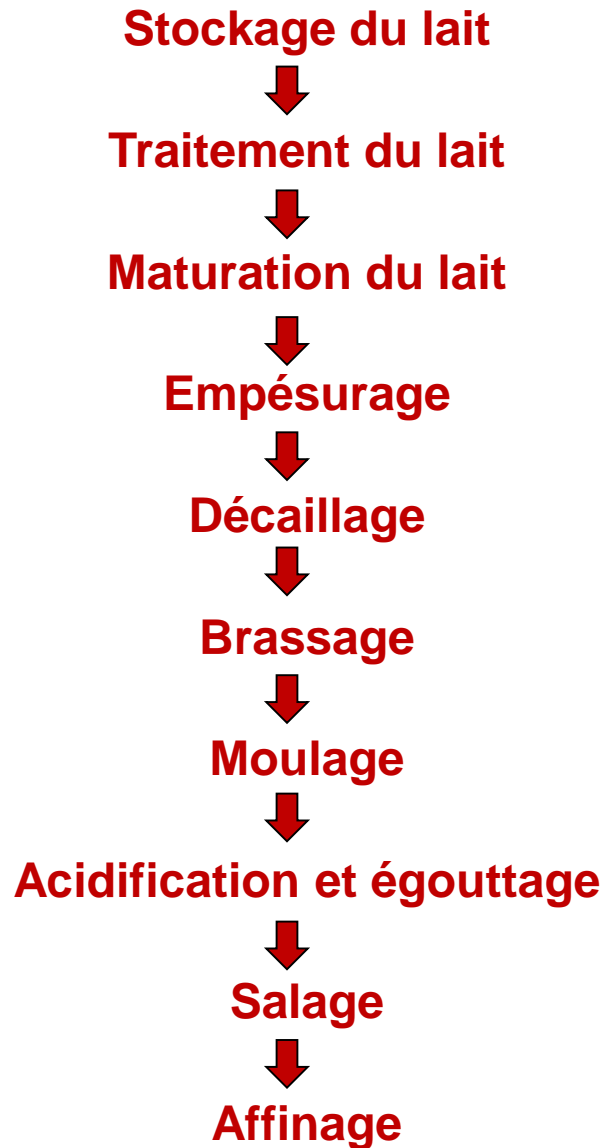 Stockage du lait
Traitement du lait
Maturation du lait
Empésurage
Décaillage
Brassage
Moulage
Acidification et égouttage
Salage
Affinage